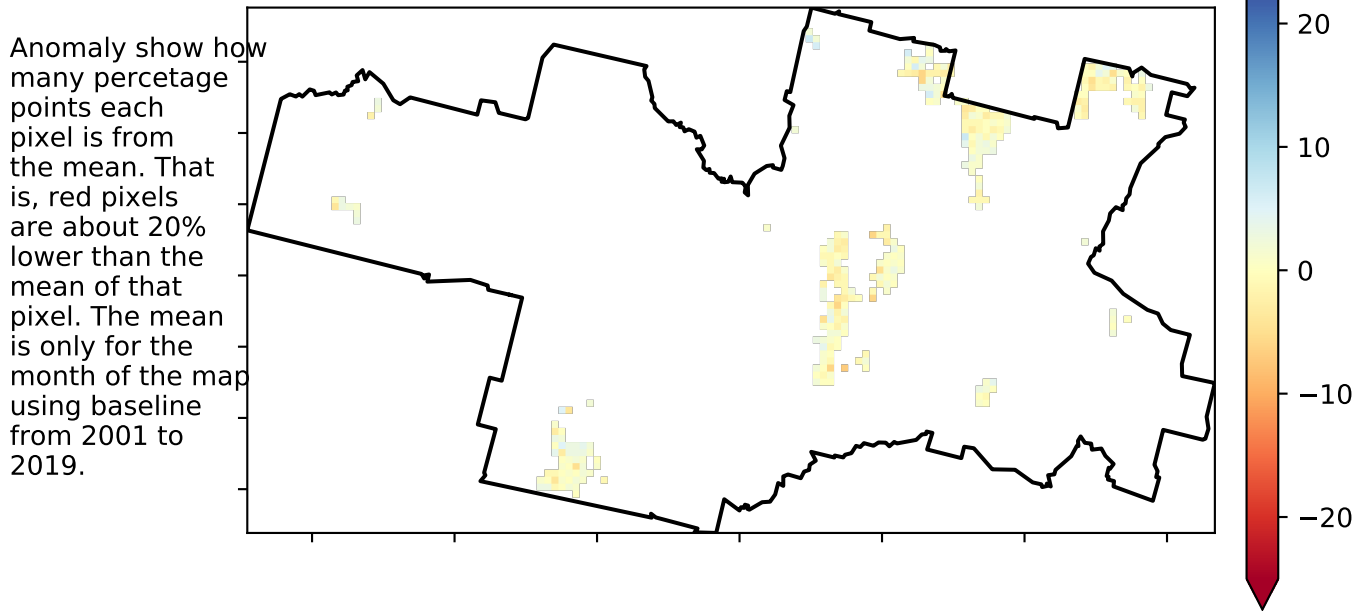 Anomaly show how
many percetage
points each
pixel is from
the mean. That
is, red pixels
are about 20%
lower than the
mean of that
pixel. The mean
is only for the
month of the map
using baseline
from 2001 to
2019.
20
10
0
−10
−20